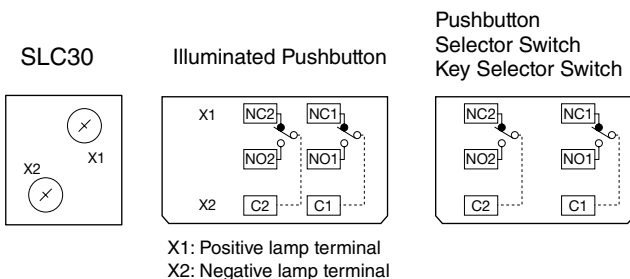 SLC30
X1
X2
Illuminated Pushbutton
X1 NC2 NC1
NO2 NO1
X2 C2 C1
X1: Positive lamp terminal
X2: Negative lamp terminal
Pushbutton
Selector Switch
Key Selector Switch
NC2 NC1
NO2 NO1
C2 C1